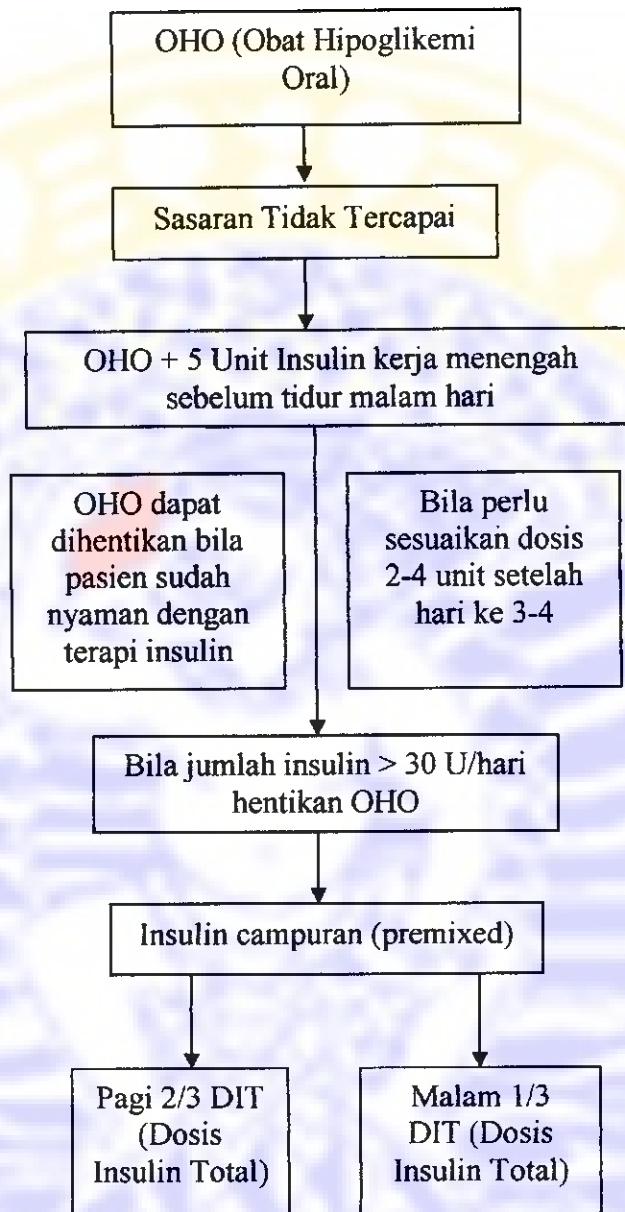 OHO (Obat Hipoglikemi
Oral)
Sasaran Tidak Tercapai
OHO + 5 Unit Insulin kerja menengah
sebelum tidur malam hari
OHO dapat
dihentikan bila
pasien sudah
nyaman dengan
terapi insulin
Bila perlu
sesuaikan dosis
2-4 unit setelah
hari ke 3-4
Bila jumlah insulin > 30 U/hari
hentikan OHO
Insulin campuran (premixed)
Pagi 2/3 DIT
(Dosis
Insulin Total)
Malam 1/3
DIT (Dosis
Insulin Total)